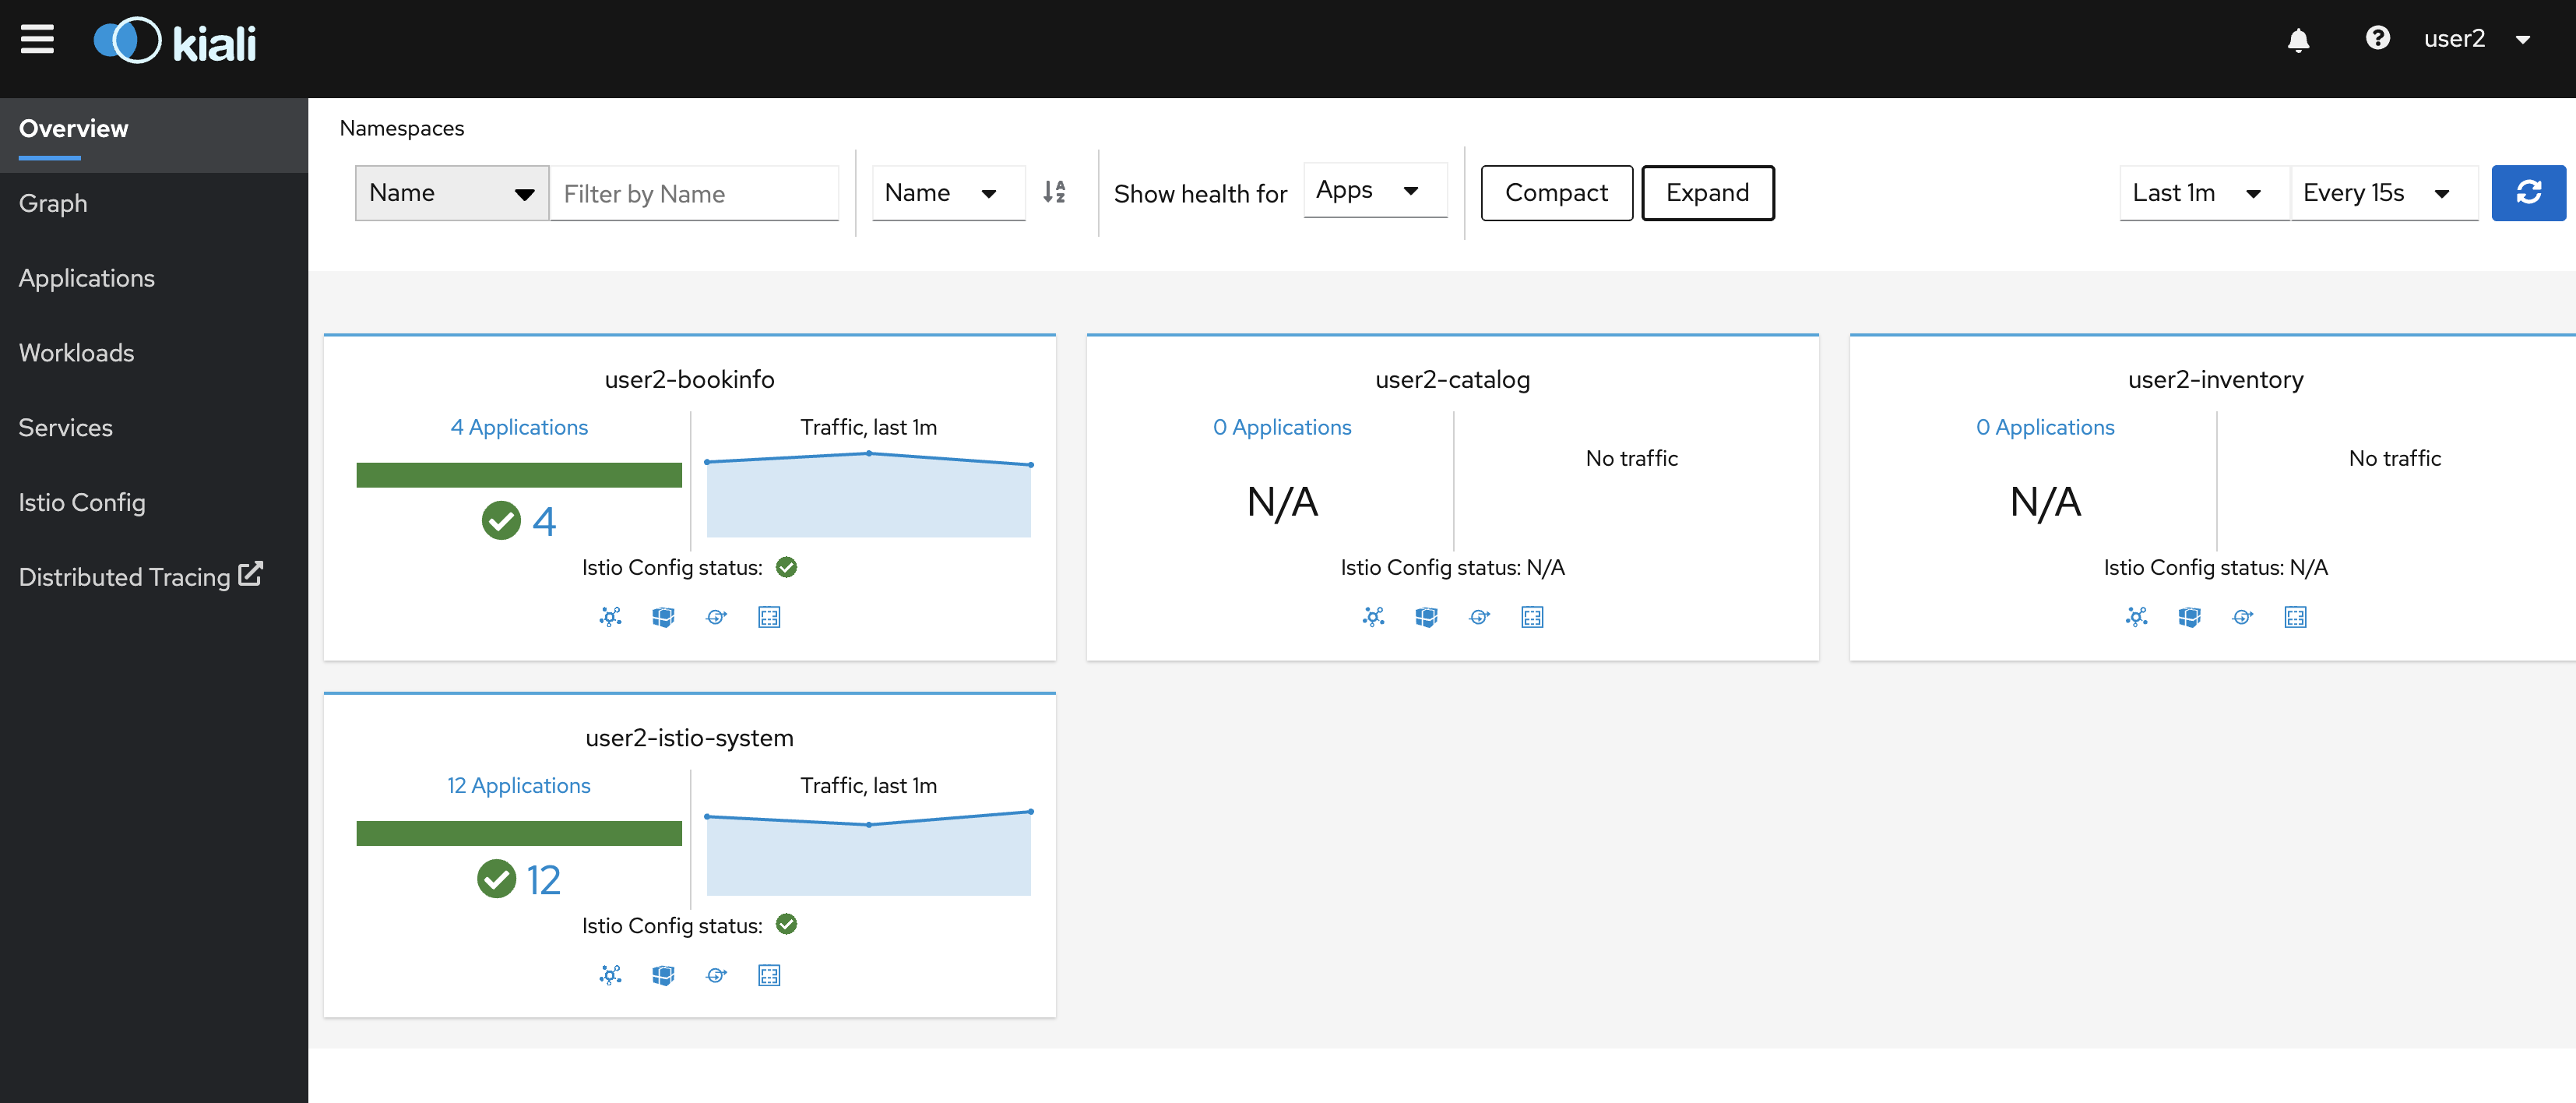 kiali
user2
Overview
Graph
Applications
Workloads
Services
Istio Config
Distributed Tracing
Namespaces
Name
Filter by Name
Name
Show health for
Apps
Compact
Expand
Last 1m
Every 15s
user2-bookinfo
4 Applications
Traffic, last 1m
4
Istio Config status:
user2-catalog
0 Applications
No traffic
N/A
Istio Config status: N/A
user2-inventory
0 Applications
No traffic
N/A
Istio Config status: N/A
user2-istio-system
12 Applications
Traffic, last 1m
12
Istio Config status: